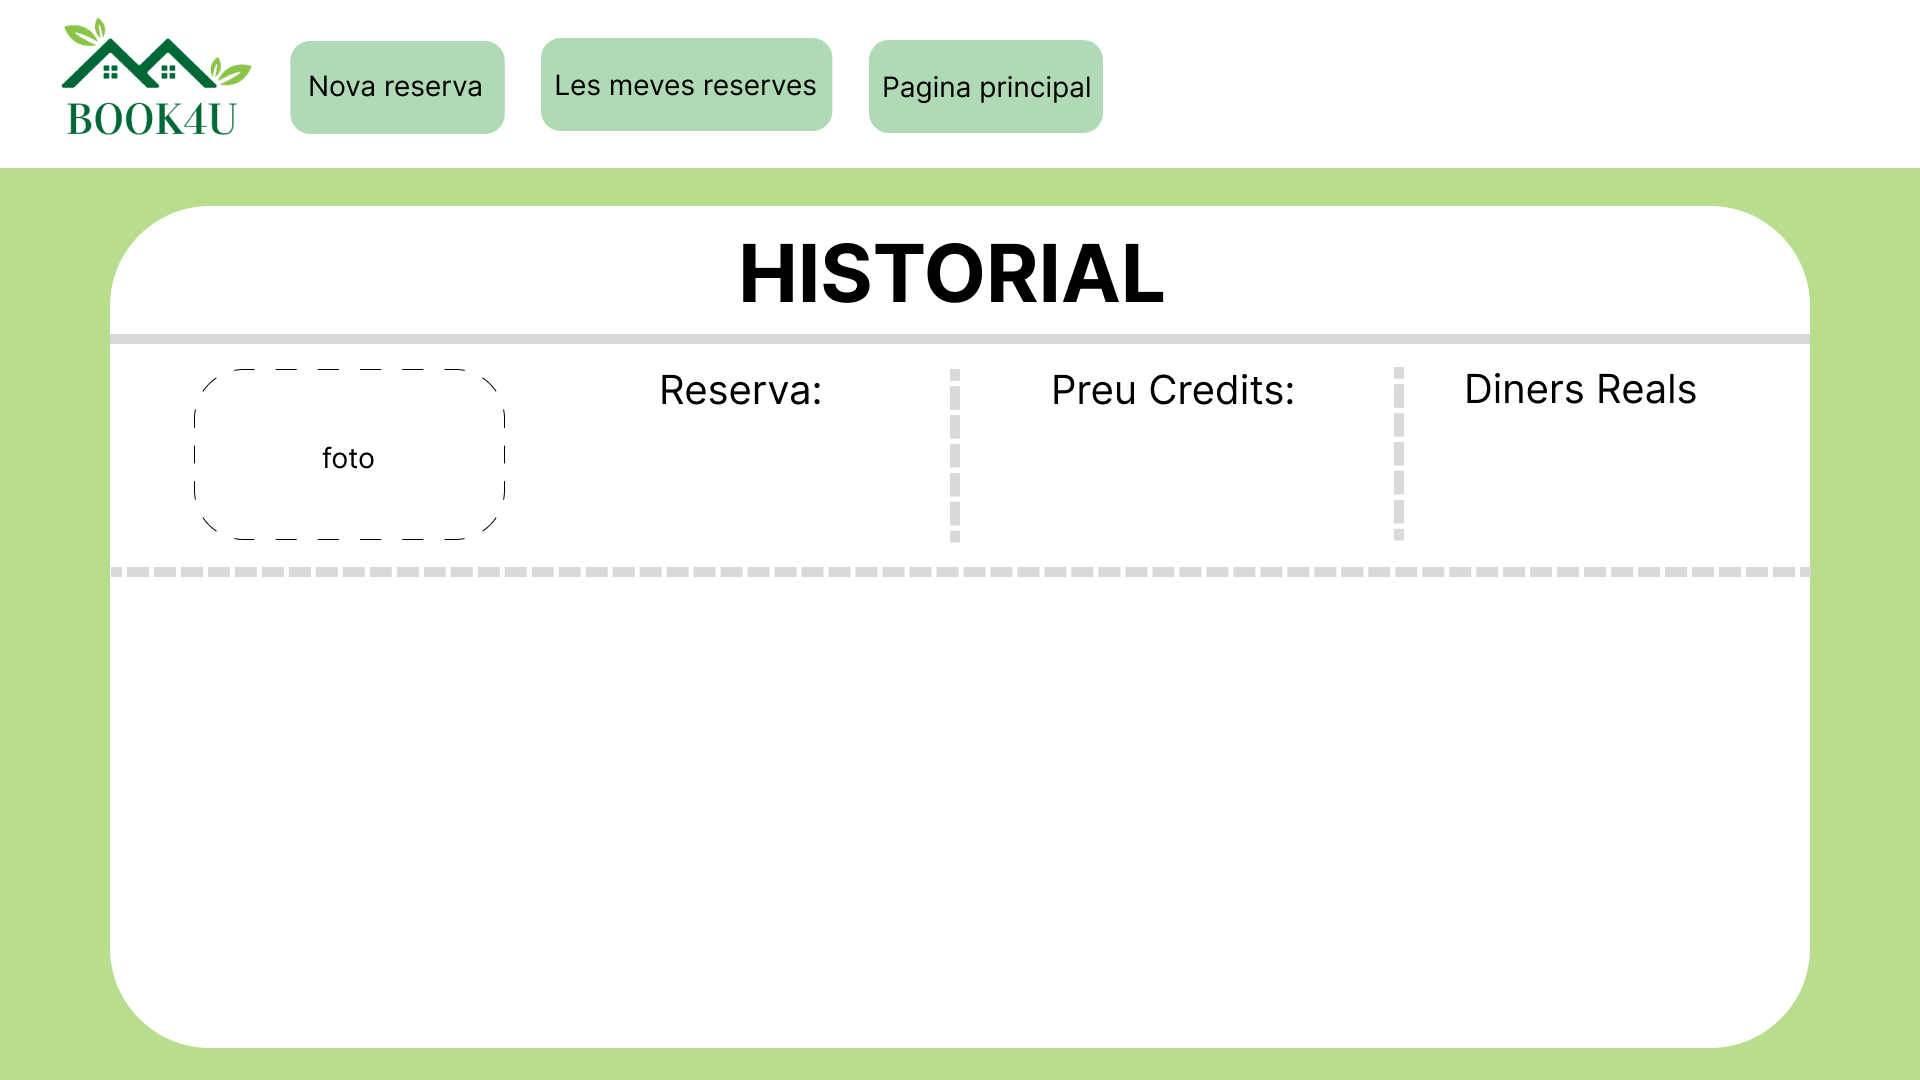 BOOK4U
Nova reserva
Les meves reserves
Pagina principal
HISTORIAL
foto
Reserva:
Preu Credits:
Diners Reals